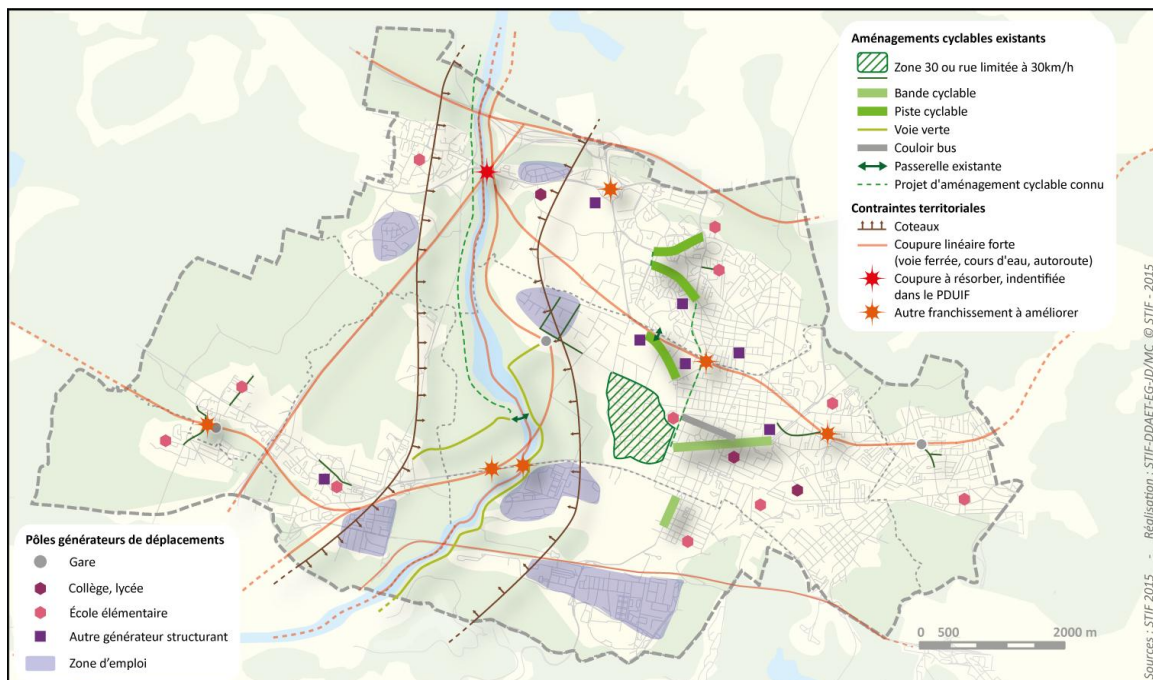 Aménagements cyclables existants
Zone 30 ou rue limitée à 30km/h
Bande cyclable
Piste cyclable
Voie verte
Couloir bus
Passerelle existante
Projet d'aménagement cyclable connu
Contraintes territoriales
Coteaux
Coupure linéaire forte
(voie ferrée, cours d'eau, autoroute)
Coupure à résorber, indentifiée
dans le PDUIF
Autre franchissement à améliorer
Pôles générateurs de déplacements
Gare
Collège, lycée
École élémentaire
Autre générateur structurant
Zone d'emploi
0 500 2000 m
Sources : STIF 2015 - Réalisation : STIF-DDAET-EG-JD/MC © STIF - 2015